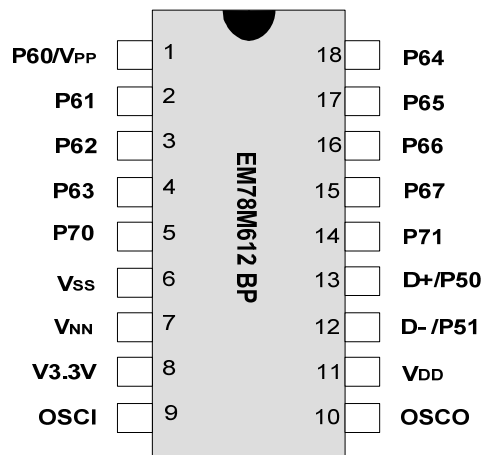 P60/VPP 1 18 P64
P61 2 17 P65
P62 3 16 P66
P63 4 15 P67
P70 5 14 P71
VSS 6 13 D+/P50
VNN 7 12 D- /P51
V3.3V 8 11 VDD
OSCI 9 10 OSCO
EM78M612 BP